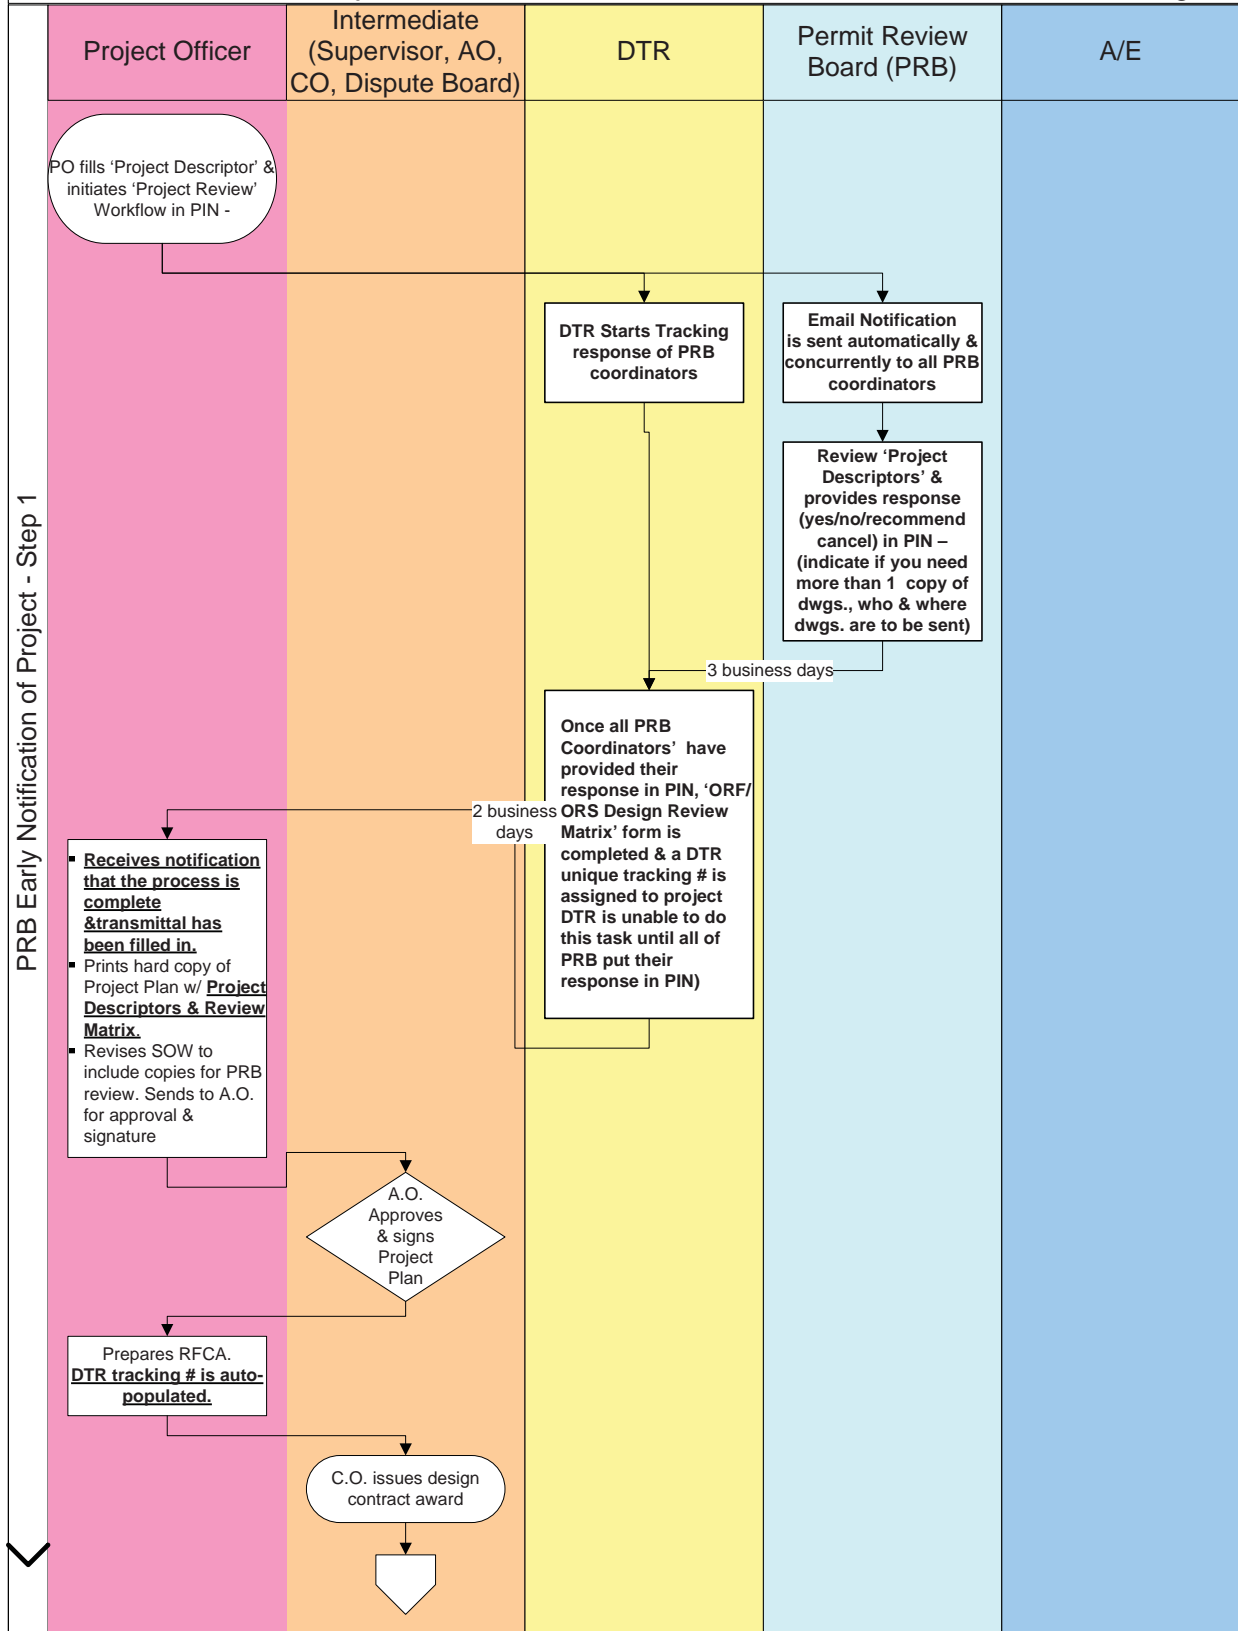 Project Officer
Intermediate
(Supervisor, AO,
CO, Dispute Board)
DTR
Permit Review
Board (PRB)
A/E
PRB Early Notification of Project - Step 1
PO fills ‘Project Descriptor’ &
initiates ‘Project Review’
Workflow in PIN -
DTR Starts Tracking
response of PRB
coordinators
Email Notification
is sent automatically &
concurrently to all PRB
coordinators
Review ‘Project
Descriptors’ &
provides response
(yes/no/recommend
cancel) in PIN –
(indicate if you need
more than 1 copy of
dwgs., who & where
dwgs. are to be sent)
3 business days
Once all PRB
Coordinators’ have
provided their
response in PIN, ‘ORF/
ORS Design Review
Matrix’ form is
completed & a DTR
unique tracking # is
assigned to project
DTR is unable to do
this task until all of
PRB put their
response in PIN)
2 business
days
▪ Receives notification
that the process is
complete
&transmittal has
been filled in.
▪ Prints hard copy of
Project Plan w/ Project
Descriptors & Review
Matrix.
▪ Revises SOW to
include copies for PRB
review. Sends to A.O.
for approval &
signature
A.O.
Approves
& signs
Project
Plan
Prepares RFCA.
DTR tracking # is auto-
populated.
C.O. issues design
contract award